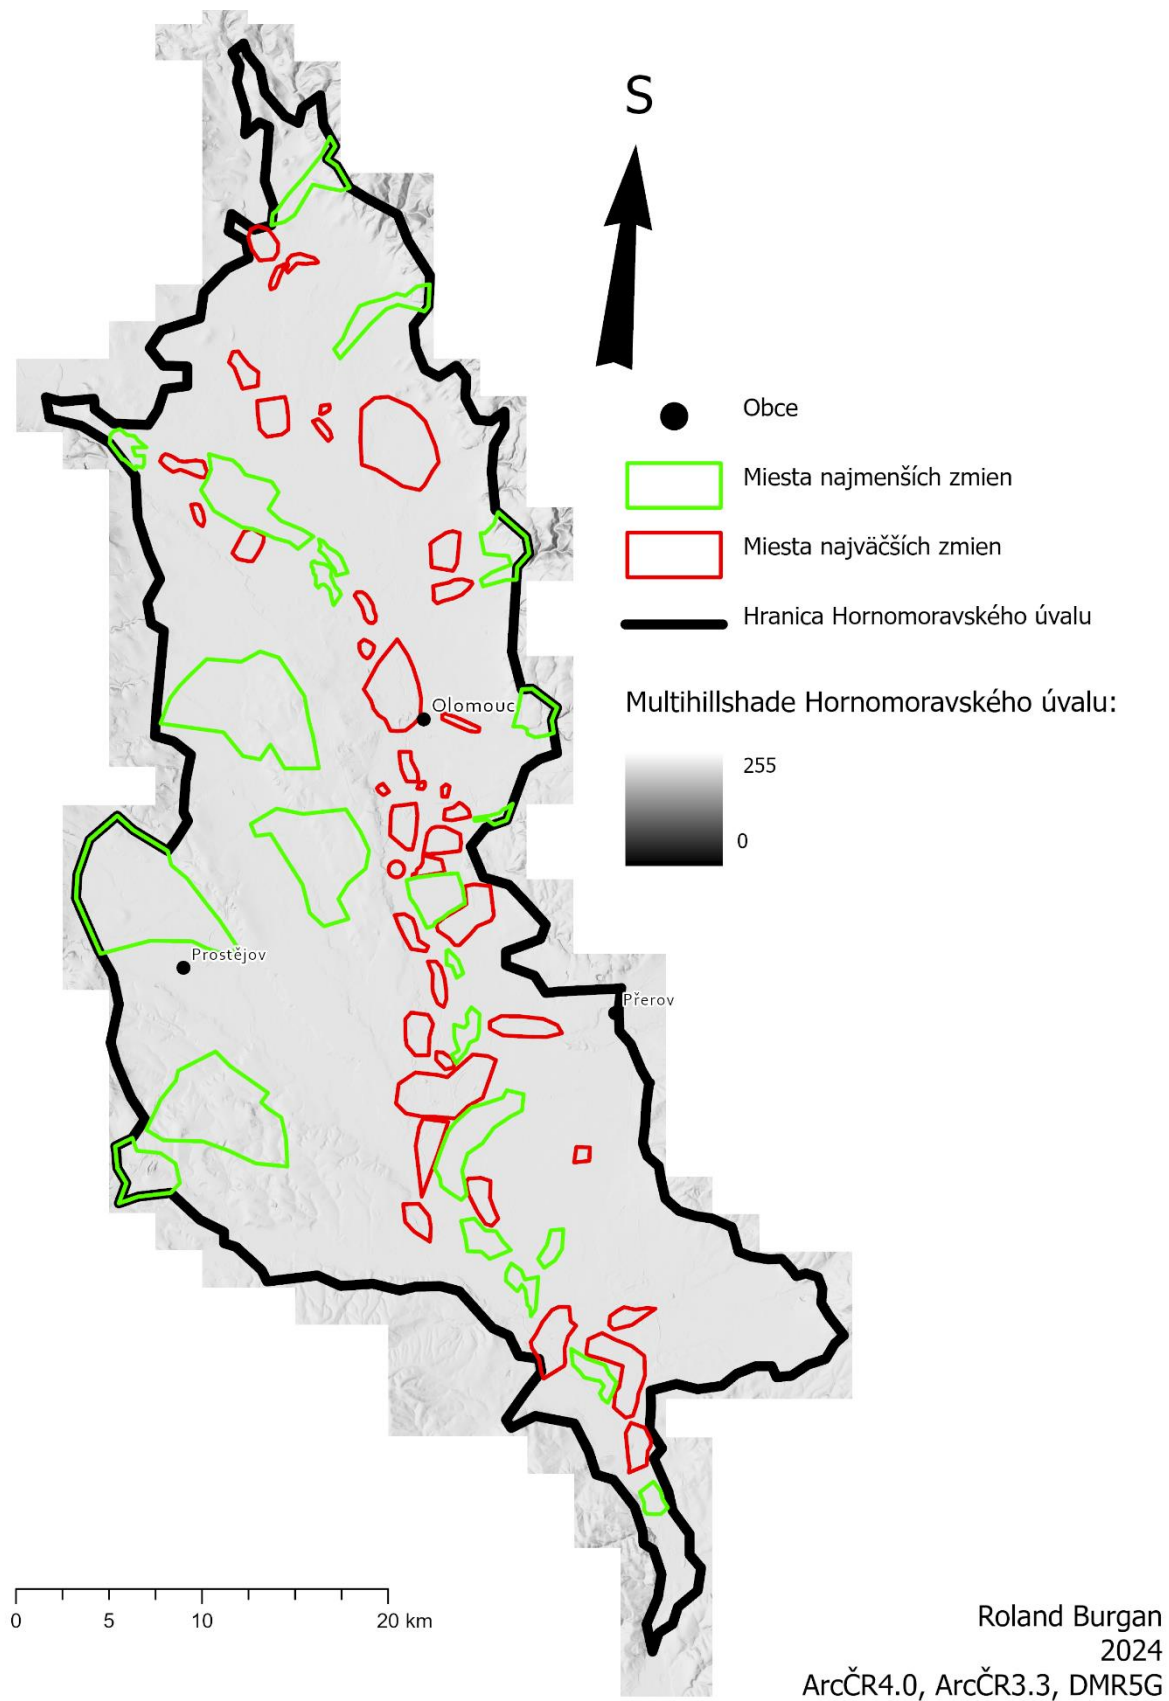 S
Obce
Miesta najmenších zmien
Miesta najväčších zmien
Hranica Hornomoravského úvalu
Multihillshade Hornomoravského úvalu:
255
0
Olomouc
Prostějov
Přerov
0 5 10 20 km
Roland Burgan
2024
ArcČR4.0, ArcČR3.3, DMR5G